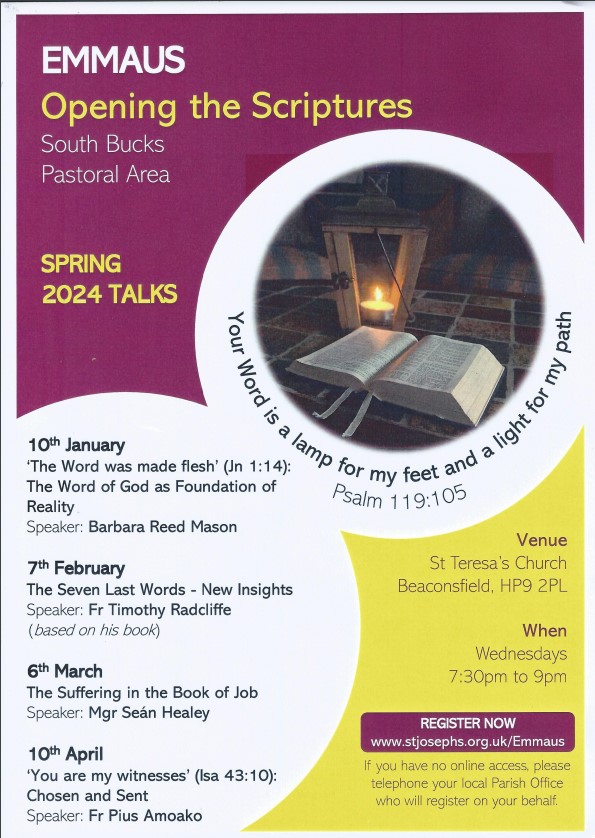 EMMAUS
Opening the Scriptures
South Bucks
Pastoral Area
SPRING
2024 TALKS
Your Word is a lamp for my feet and a light for my path
Psalm 119:105
10th January
‘The Word was made flesh’ (Jn 1:14):
The Word of God as Foundation of
Reality
Speaker: Barbara Reed Mason
7th February
The Seven Last Words - New Insights
Speaker: Fr Timothy Radcliffe
(based on his book)
6th March
The Suffering in the Book of Job
Speaker: Mgr Seán Healey
10th April
‘You are my witnesses’ (Isa 43:10):
Chosen and Sent
Speaker: Fr Pius Amoako
Venue
St Teresa’s Church
Beaconsfield, HP9 2PL
When
Wednesdays
7:30pm to 9pm
REGISTER NOW
www.stjosephs.org.uk/Emmaus
If you have no online access, please
telephone your local Parish Office
who will register on your behalf.